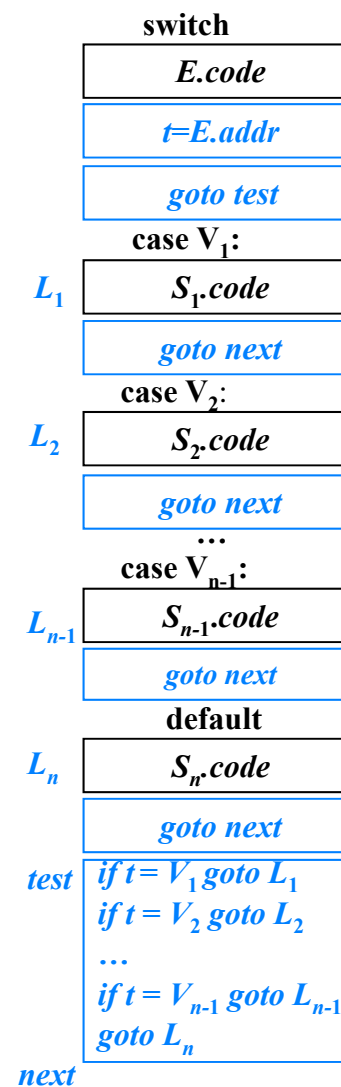 switch
E.code
t=E.addr
goto test
case V₁:
L₁ S₁.code
goto next
case V₂:
L₂ S₂.code
goto next
…
case Vₙ₋₁:
Lₙ₋₁ Sₙ₋₁.code
goto next
default
Lₙ Sₙ.code
goto next
test if t = V₁ goto L₁
if t = V₂ goto L₂
…
if t = Vₙ₋₁ goto Lₙ₋₁
goto Lₙ
next